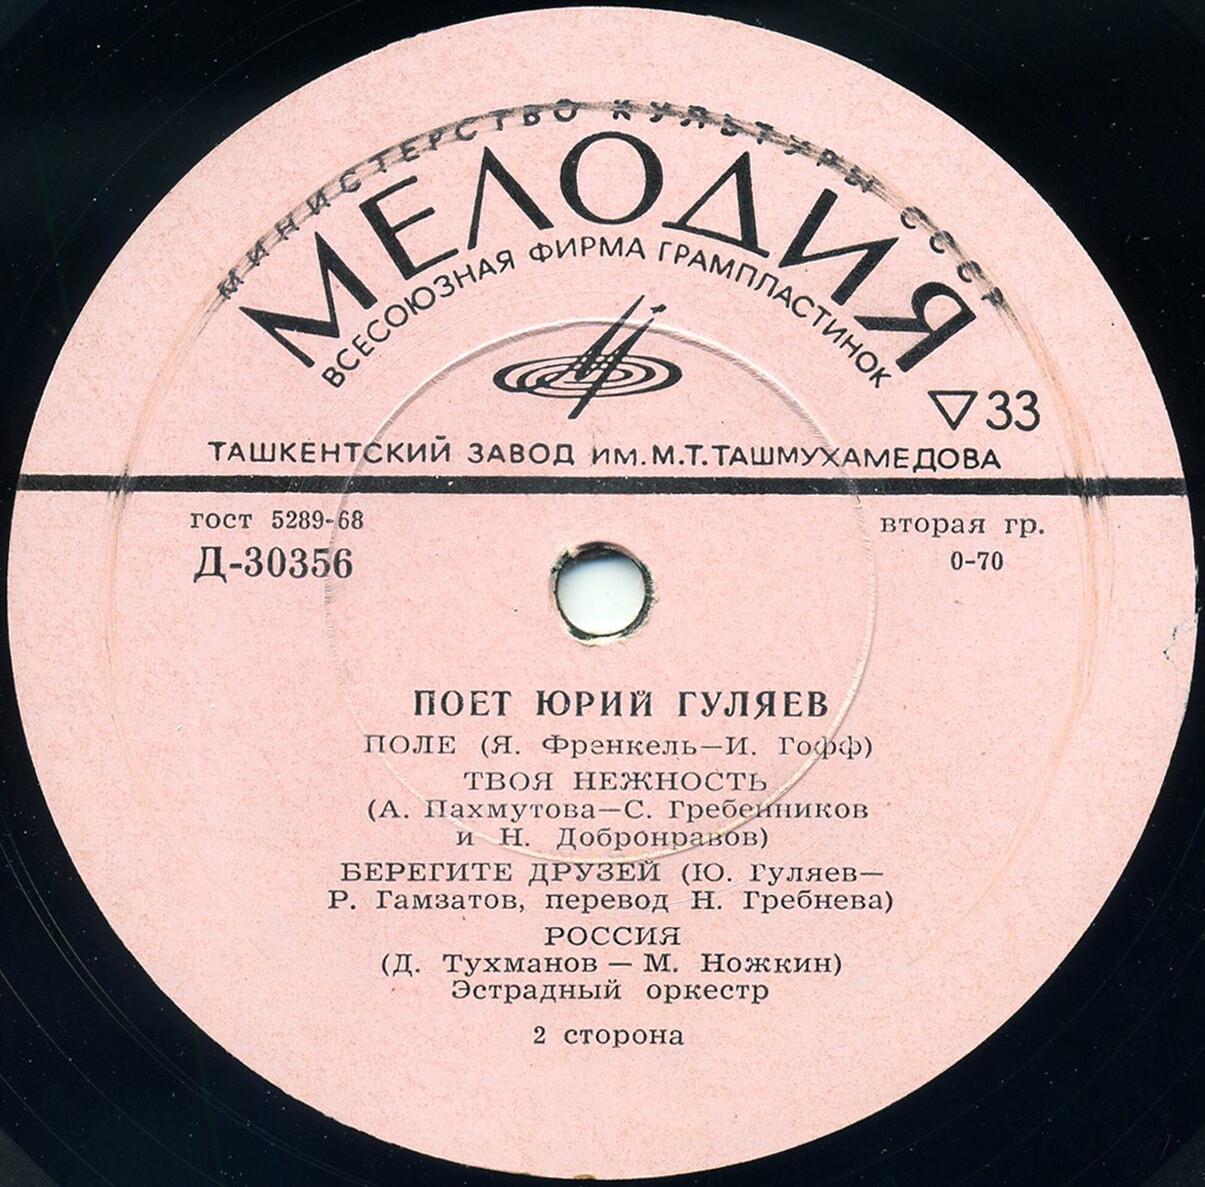 МИНИСТЕРСТВО КУЛЬТУРЫ СССР
МЕЛОДИЯ
ВСЕСОЮЗНАЯ ФИРМА ГРАМПЛАСТИНОК
▽33
ТАШКЕНТСКИЙ ЗАВОД ИМ. М.Т. ТАШМУХАМЕДОВА
ГОСТ 5289-68
вторая гр.
Д-30356
0-70
ПОЕТ ЮРИЙ ГУЛЯЕВ
ПОЛЕ (Я. Френкель—И. Гофф)
ТВОЯ НЕЖНОСТЬ
(А. Пахмутова—С. Гребенников
и Н. Добронравов)
БЕРЕГИТЕ ДРУЗЕЙ (Ю. Гуляев—
Р. Гамзатов, перевод Н. Гребнева)
РОССИЯ
(Д. Тухманов — М. Ножкин)
Эстрадный оркестр
2 сторона